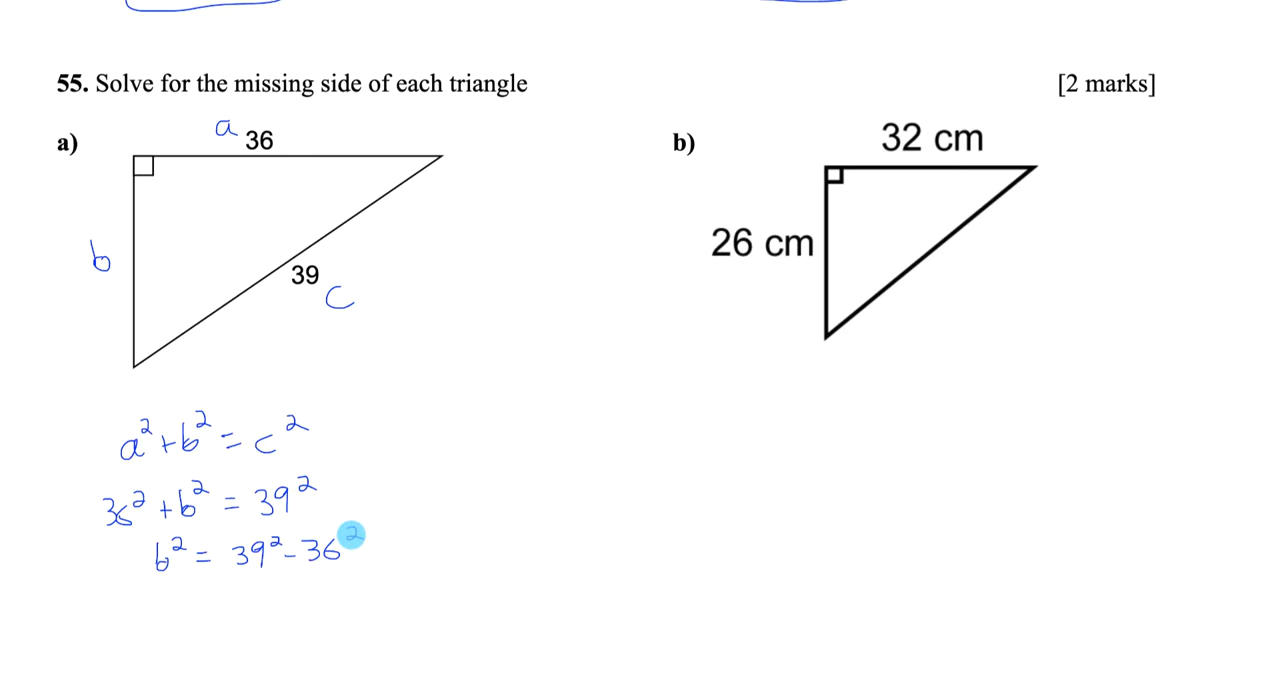 55. Solve for the missing side of each triangle [2 marks]
a)
a 36
b
39
c
a² + b² = c²
36² + b² = 39²
b² = 39² - 36²
b)
32 cm
26 cm